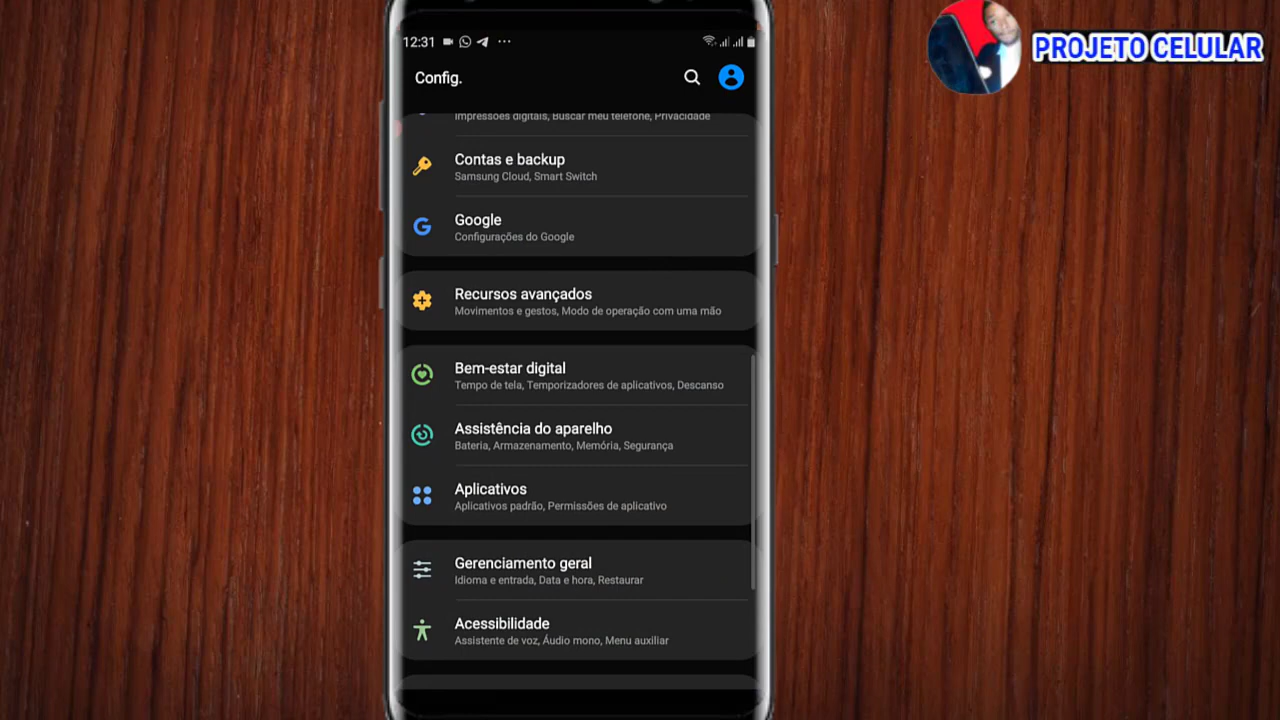 PROJETO CELULAR
12:31
Config.
Impressões digitais, Buscar meu telefone, Privacidade
Contas e backup
Samsung Cloud, Smart Switch
Google
Configurações do Google
Recursos avançados
Movimentos e gestos, Modo de operação com uma mão
Bem-estar digital
Tempo de tela, Temporizadores de aplicativos, Descanso
Assistência do aparelho
Bateria, Armazenamento, Memória, Segurança
Aplicativos
Aplicativos padrão, Permissões de aplicativo
Gerenciamento geral
Idioma e entrada, Data e hora, Restaurar
Acessibilidade
Assistente de voz, Áudio mono, Menu auxiliar